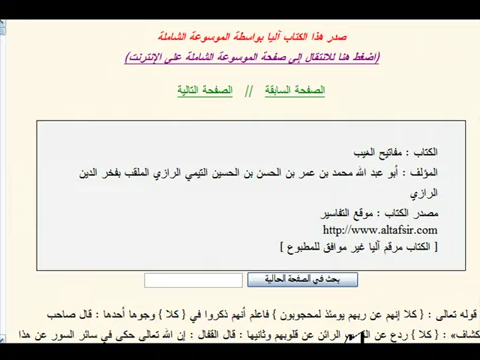 صدر هذا الكتاب آليا بواسطة الموسوعة الشاملة
(اضغط هنا للانتقال إلى صفحة الموسوعة الشاملة على الإنترنت)
الصفحة السابقة // الصفحة التالية
الكتاب : مفاتيح الغيب
المؤلف : أبو عبد الله محمد بن عمر بن الحسن بن الحسين التيمي الرازي الملقب بفخر الدين
الرازي
مصدر الكتاب : موقع التفاسير
http://www.altafsir.com
[ الكتاب مرقم آليا غير موافق للمطبوع ]
بحث في الصفحة الحالية
قوله تعالى : { كلا إنهم عن ربهم يومئذ لمحجوبون } فاعلم أنهم ذكروا في { كلا } وجوها أحدها : قال صاحب
كشاف» : { كلا } ردع عن الرائن عن قلوبهم وثانيها : قال القفال : إن الله تعالى حكى في سائر السور عن هذا